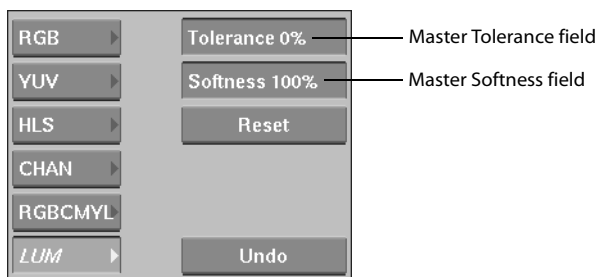 RGB
Tolerance 0%
Master Tolerance field
YUV
Softness 100%
Master Softness field
HLS
Reset
CHAN
RGBCMYL
LUM
Undo